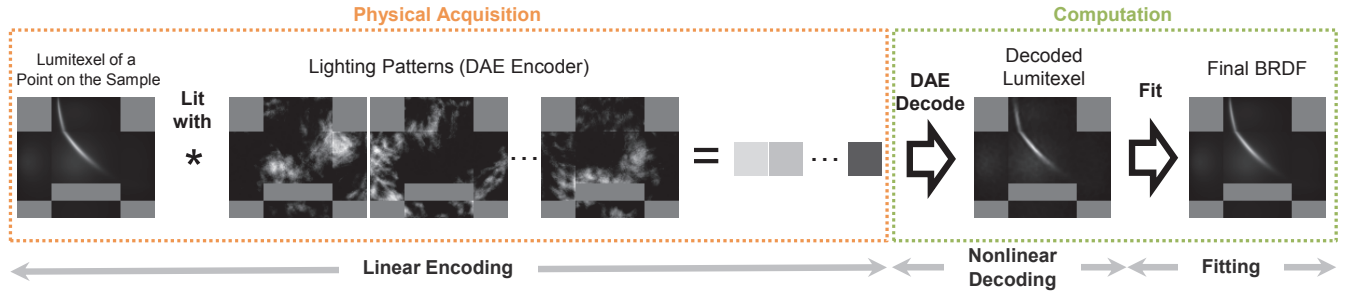 Physical Acquisition
Computation
Lumitexel of a
Point on the Sample
Lit
with
*
Lighting Patterns (DAE Encoder)
...
=
...
DAE
Decode
Decoded
Lumitexel
Fit
Final BRDF
Linear Encoding
Nonlinear
Decoding
Fitting